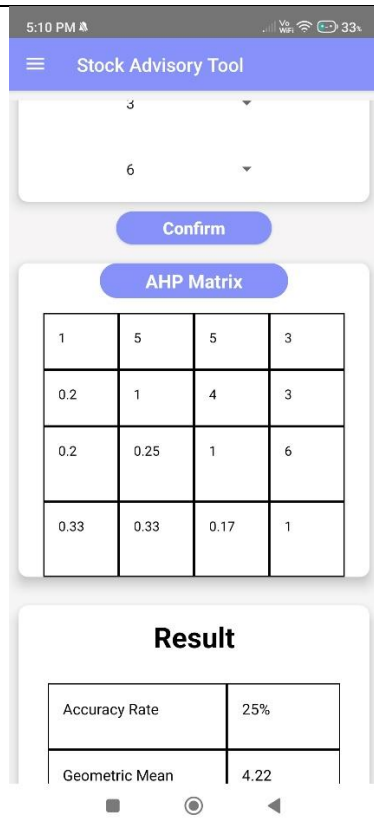 5:10 PM Vo WiFi 33%
Stock Advisory Tool
3
6
Confirm
AHP Matrix
1 5 5 3
0.2 1 4 3
0.2 0.25 1 6
0.33 0.33 0.17 1
Result
Accuracy Rate 25%
Geometric Mean 4.22